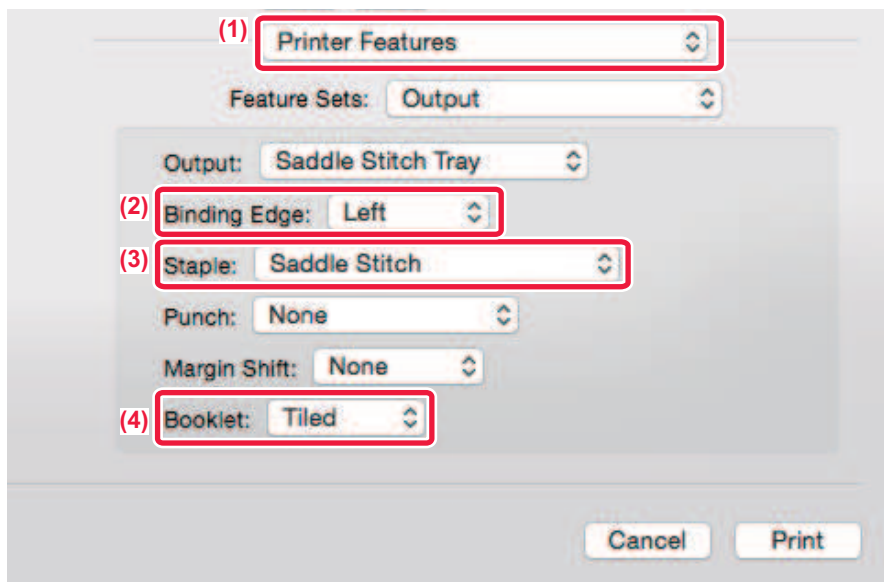 (1) Printer Features
Feature Sets: Output
Output: Saddle Stitch Tray
(2) Binding Edge: Left
(3) Staple: Saddle Stitch
Punch: None
Margin Shift: None
(4) Booklet: Tiled
Cancel Print